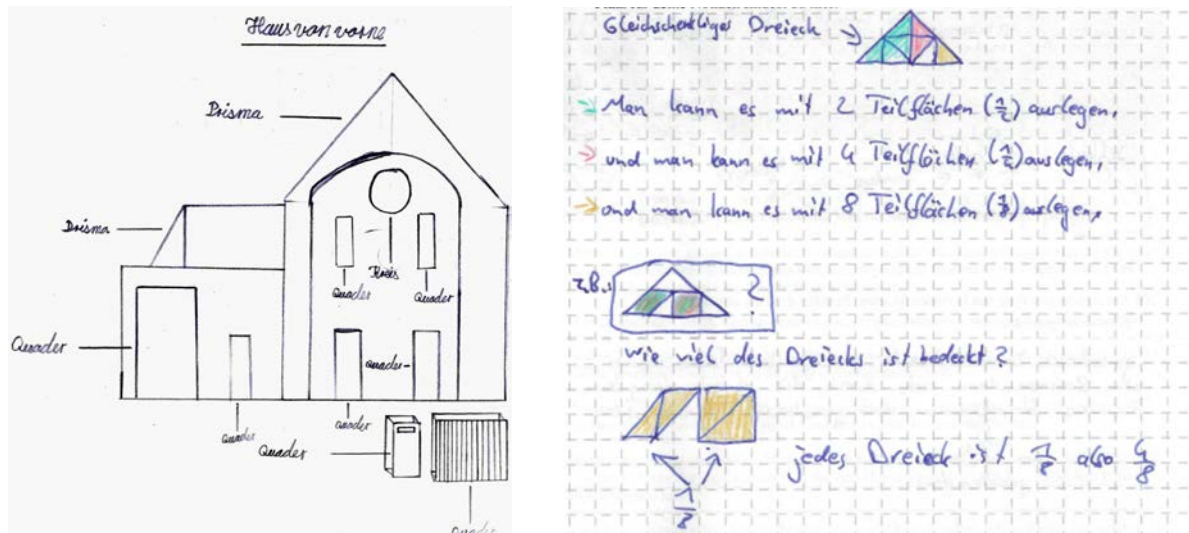 Haus von vorne
Prisma
Prisma
Kreis
Quader
Quader
Quader
Quader
Quader
Quader
Quader
Quader
Gleichschenkliges Dreieck
Man kann es mit 2 Teilflächen (1/2) auslegen,
und man kann es mit 4 Teilflächen auslegen,
und man kann es mit 8 Teilflächen (1/8) auslegen,
z.B.:
?
Wie viel des Dreiecks ist bedeckt?
jedes Dreieck ist 1/8 also 4/8
1/8